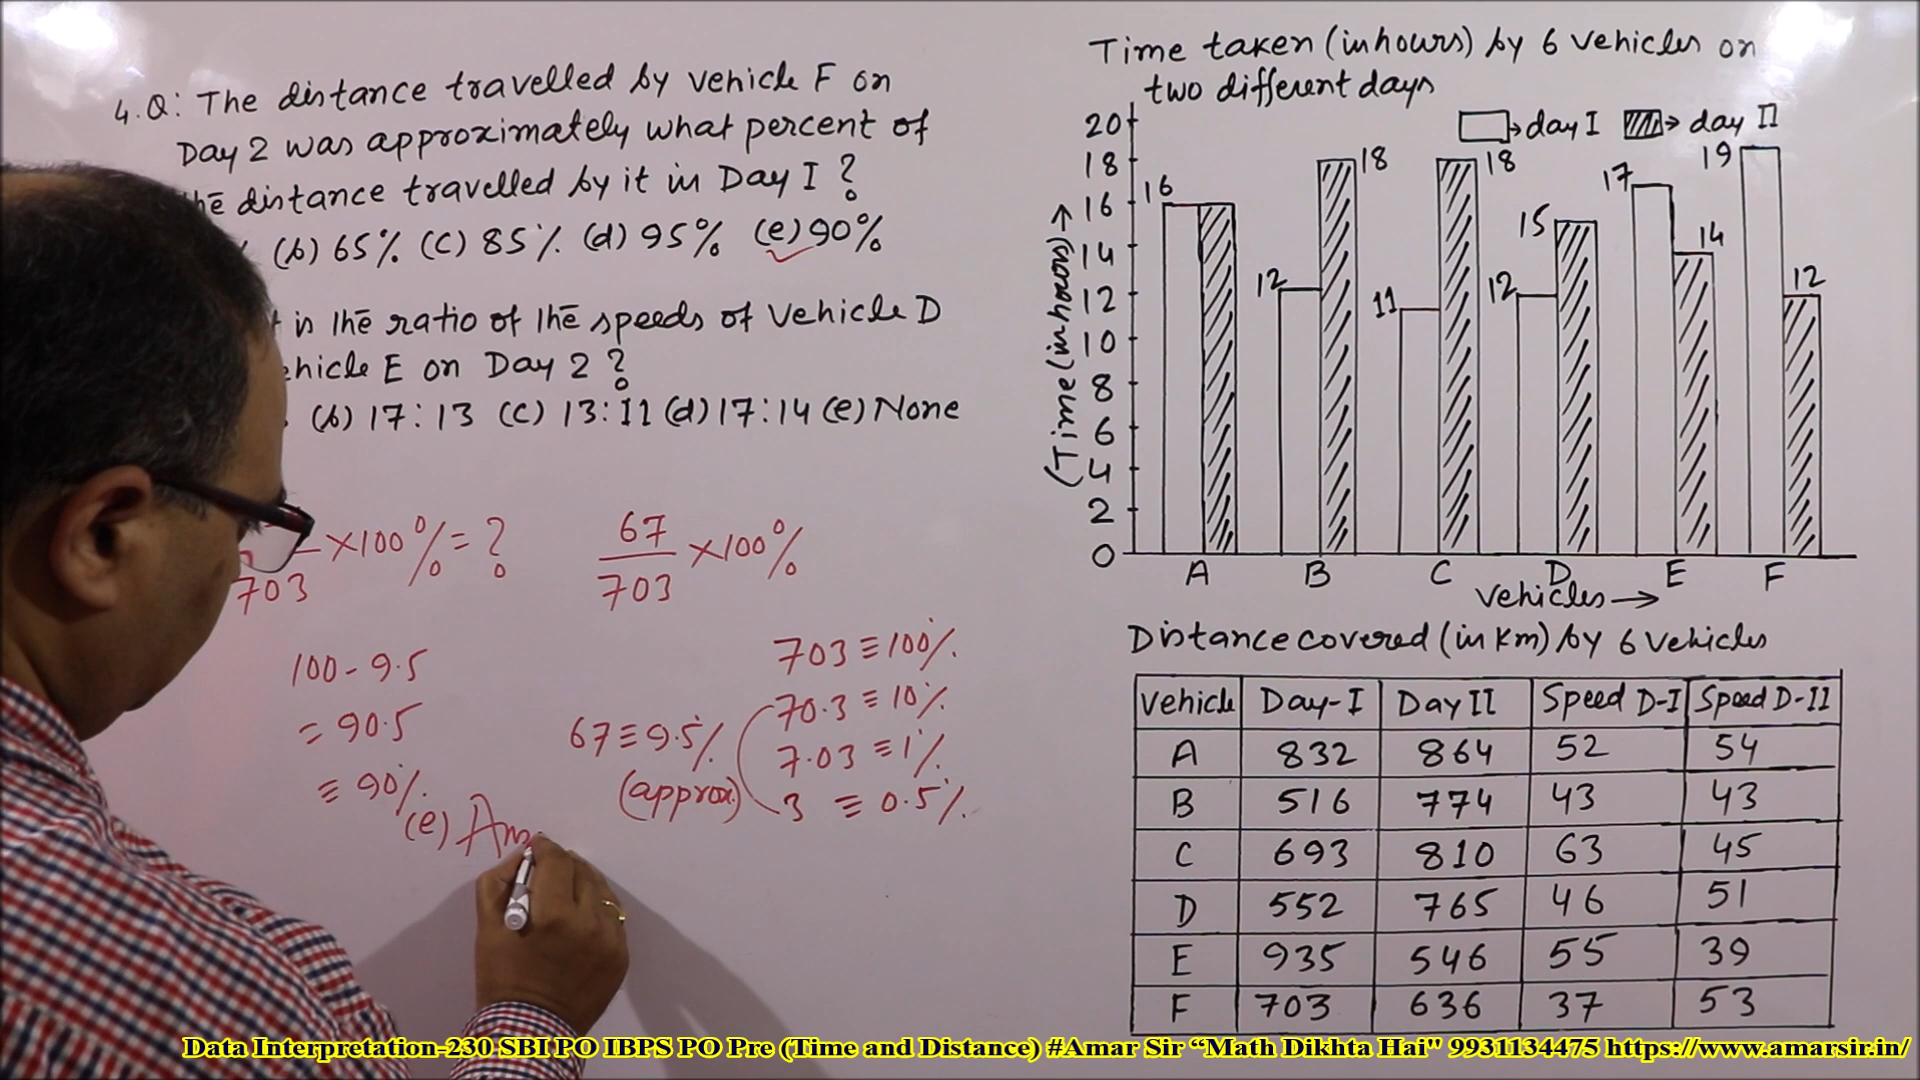 4.Q: The distance travelled by vehicle F on
Day 2 was approximately what percent of
the distance travelled by it in Day I ?
(b) 65% (c) 85% (d) 95% (e) 90%
is the ratio of the speeds of vehicle D
E on Day 2 ?
(b) 17:13 (c) 13:11 (d) 17:14 (e) None
703 ×100% = ?
67/703 ×100%
100 - 9.5
= 90.5
≡ 90%.
(e) Ans
67 ≡ 9.5%
(approx.)
703 ≡ 100%.
70.3 ≡ 10%.
7.03 ≡ 1%.
3 ≡ 0.5%.
Time taken (in hours) by 6 vehicles on
two different days
→ day I → day II
(Time (in hours) →
20
18
16
14
12
10
8
6
4
2
0
16 12 18 11 18 12 15 17 14 19 12
A B C D E F
Vehicles →
Distance covered (in Km) by 6 vehicles
Vehicle Day-I Day II Speed D-I Speed D-II
A 832 864 52 54
B 516 774 43 43
C 693 810 63 45
D 552 765 46 51
E 935 546 55 39
F 703 636 37 53
Data Interpretation-230 SBI PO IBPS PO Pre (Time and Distance) #Amar Sir “Math Dikhta Hai" 9931134475 https://www.amarsir.in/